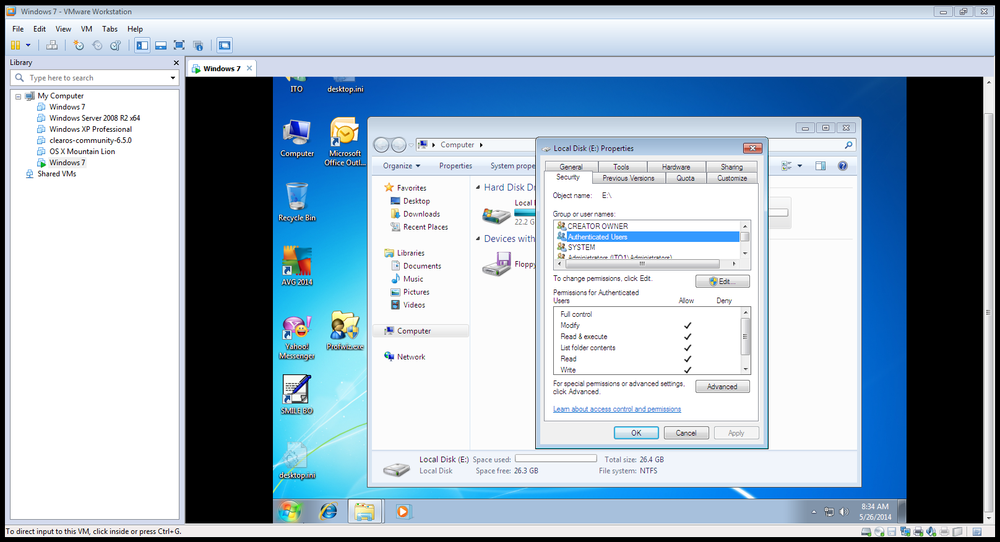 Windows 7 - VMware Workstation
File Edit View VM Tabs Help
Library
Type here to search
My Computer
Windows 7
Windows Server 2008 R2 x64
Windows XP Professional
clearos-community-6.5.0
OS X Mountain Lion
Windows 7
Shared VMs
Windows 7
ITO
desktop.ini
Computer
Microsoft
Office Outl...
Recycle Bin
AVG 2014
Yahoo!
Messenger
Profwiz.exe
SMILE BO
desktop.ini
Computer
Organize Properties System prope
Favorites
Desktop
Downloads
Recent Places
Libraries
Documents
Music
Pictures
Videos
Computer
Network
Hard Disk Dr
Local
22.2 G
Devices with
Floppy
Local Disk (E:) Properties
General Tools Hardware Sharing
Security Previous Versions Quota Customize
Object name: E:\
Group or user names:
CREATOR OWNER
Authenticated Users
SYSTEM
Administrators (ITO1\Administrators)
To change permissions, click Edit.
Edit...
Permissions for Authenticated
Users
Allow Deny
Full control
Modify
Read & execute
List folder contents
Read
Write
For special permissions or advanced settings,
click Advanced.
Advanced
Learn about access control and permissions
OK Cancel Apply
Local Disk (E:) Space used: Total size: 26.4 GB
Local Disk Space free: 26.3 GB File system: NTFS
8:34 AM
5/26/2014
To direct input to this VM, click inside or press Ctrl+G.